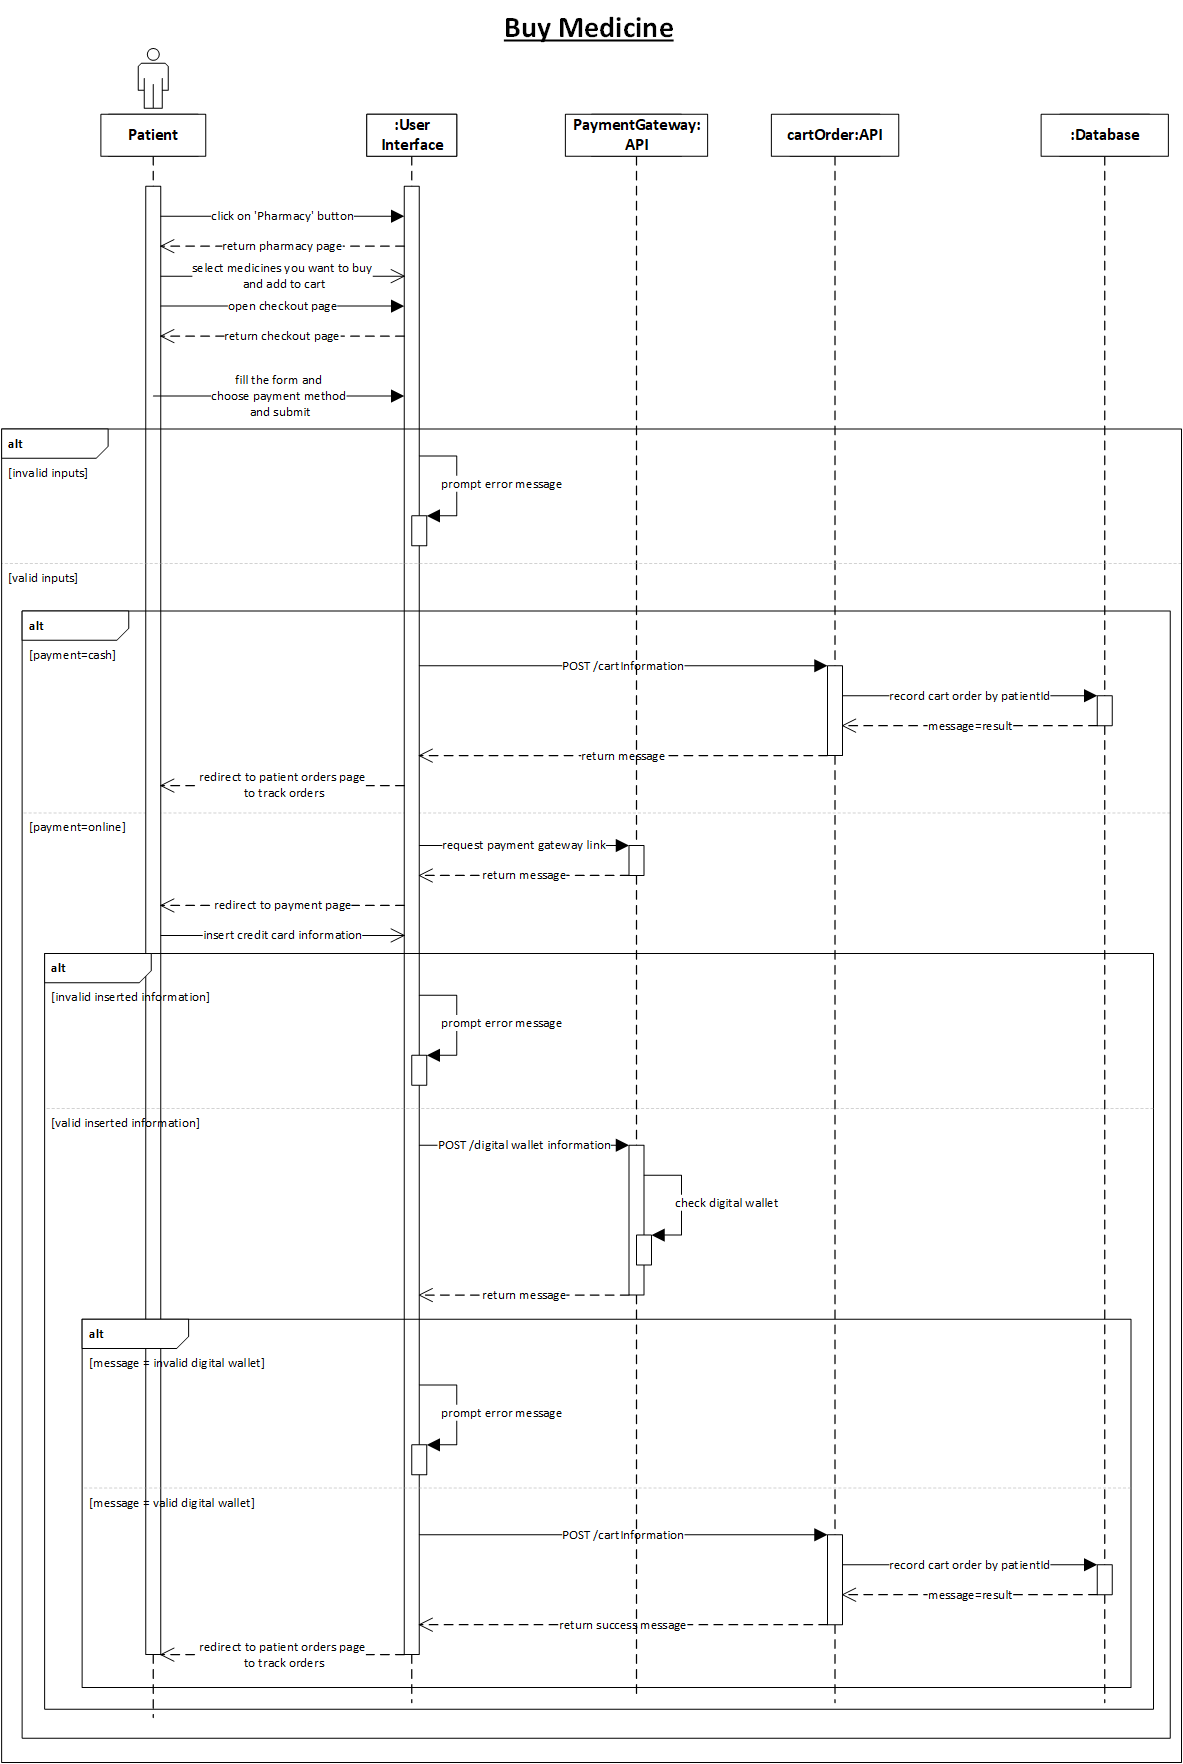 Buy Medicine
Patient
:User
Interface
PaymentGateway:
API
cartOrder:API
:Database
click on 'Pharmacy' button
return pharmacy page
select medicines you want to buy
and add to cart
open checkout page
return checkout page
fill the form and
choose payment method
and submit
alt
[invalid inputs]
prompt error message
[valid inputs]
alt
[payment=cash]
POST /cartInformation
record cart order by patientId
message=result
return message
redirect to patient orders page
to track orders
[payment=online]
request payment gateway link
return message
redirect to payment page
insert credit card information
alt
[invalid inserted information]
prompt error message
[valid inserted information]
POST /digital wallet information
check digital wallet
return message
alt
[message = invalid digital wallet]
prompt error message
[message = valid digital wallet]
POST /cartInformation
record cart order by patientId
message=result
return success message
redirect to patient orders page
to track orders